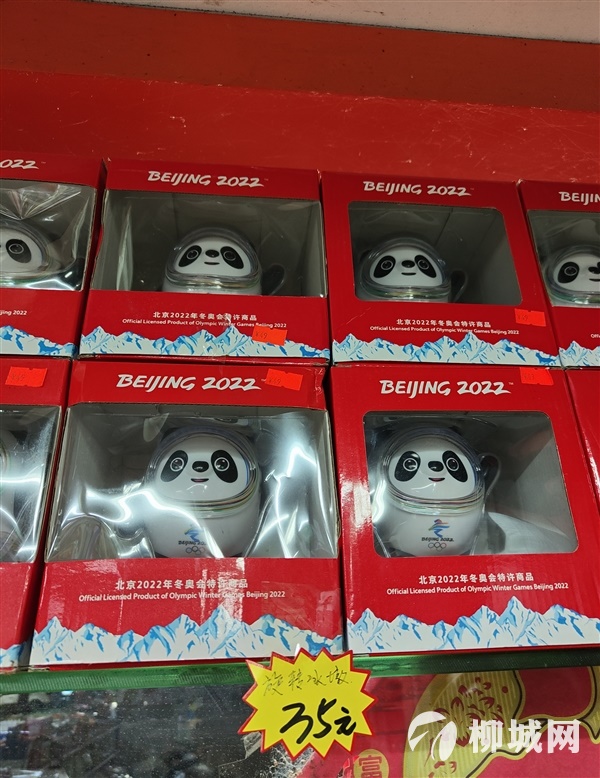 2022
BEIJING 2022
BEIJING 2022
北京2022年冬奥会特许商品
Official Licensed Product of Olympic Winter Games Beijing 2022
北京2022年冬奥会特许商品
Official Licensed Product of Olympic Winter Games Beijing 2022
BEIJING 2022
BEIJING 2022
北京2022年冬奥会特许商品
Official Licensed Product of Olympic Winter Games Beijing 2022
北京2022年冬奥会特许商品
Official Licensed Product of Olympic Winter Games Beijing 2022
旋转冰墩
35元
柳城网